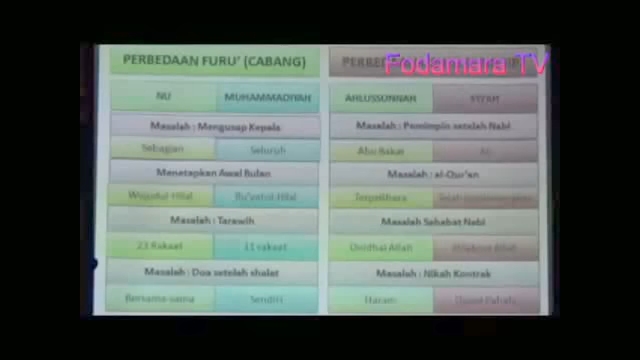 Fodamara TV
PERBEDAAN FURU' (CABANG)
NU MUHAMMADIYAH
Masalah : Mengusap Kepala
Sebagian Seluruh
Menetapkan Awal Bulan
Wujudul-Hilal Ru'yatul-Hilal
Masalah : Tarawih
23 Rakaat 11 rakaat
Masalah : Doa setelah shalat
Bersama-sama Sendiri
AHLUSSUNNAH SYIAH
Masalah : Pemimpin setelah Nabi
Abu Bakar Ali
Masalah : al-Qur'an
Terpelihara Telah
Masalah Sahabat Nabi
Diridhai Allah Allah
Masalah : Nikah Kontrak
Haram Dapat Pahala